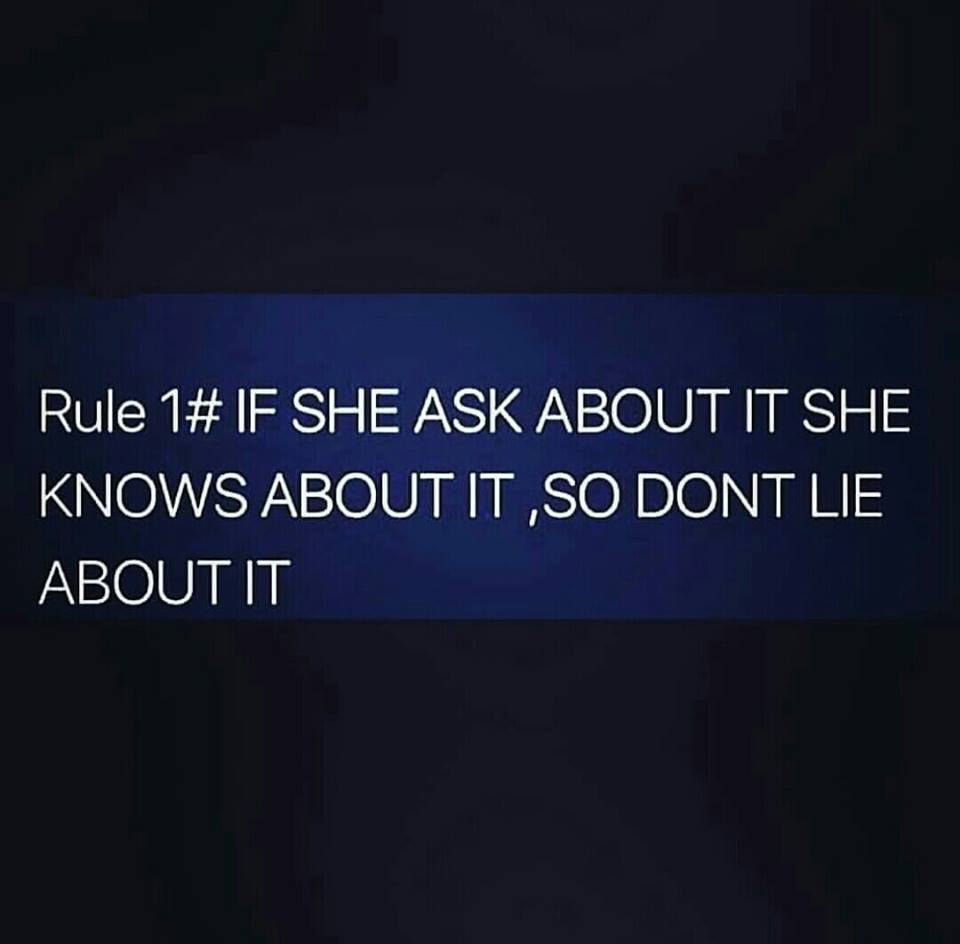 Rule 1# IF SHE ASK ABOUT IT SHE
KNOWS ABOUT IT ,SO DONT LIE
ABOUT IT